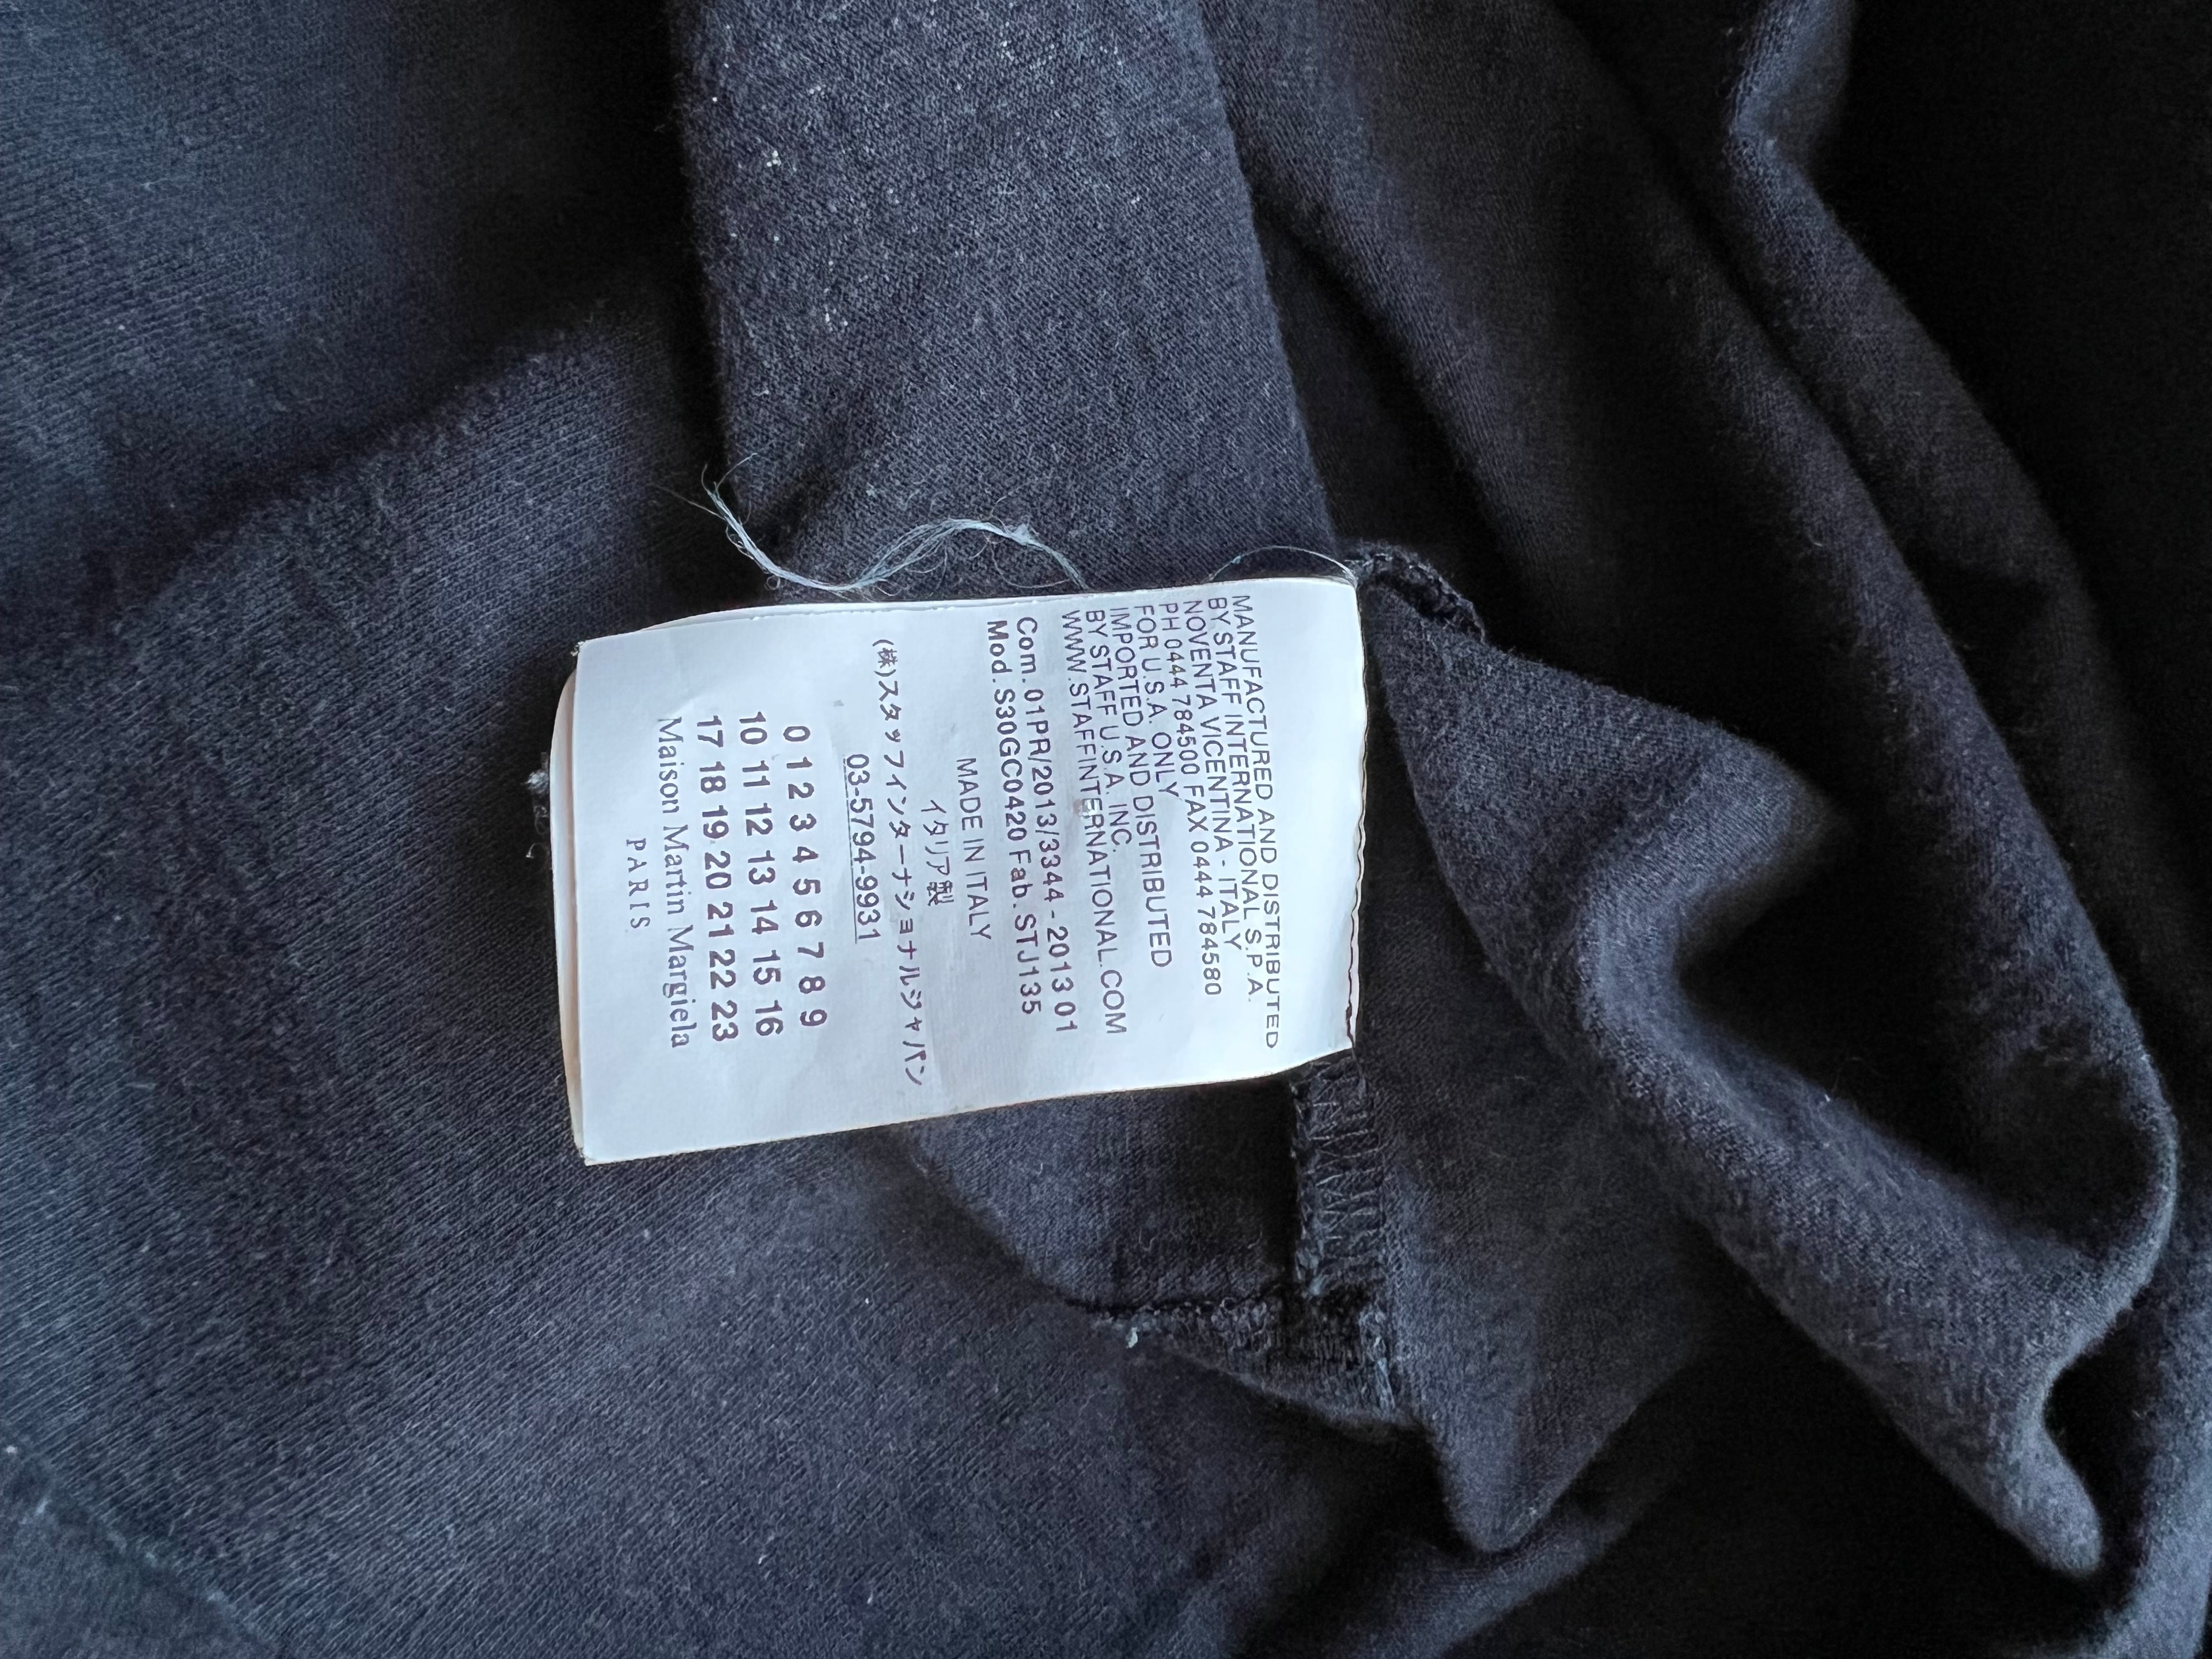 MANUFACTURED AND DISTRIBUTED
BY STAFF INTERNATIONAL S.P.A.
NOVENTA VICENTINA - ITALY
PH 0444 784500 FAX 0444 784580
FOR U.S.A. ONLY
IMPORTED AND DISTRIBUTED
BY STAFF U.S.A. INC.
WWW.STAFFINTERNATIONAL.COM
Com. 01PR/2013/3344 - 2013 01
Mod. S30GC0420 Fab. STJ135
MADE IN ITALY
イタリア製
(株)スタッフインターナショナルジャパン
03-5794-9931
0 1 2 3 4 5 6 7 8 9
10 11 12 13 14 15 16
17 18 19 20 21 22 23
Maison Martin Margiela
PARIS